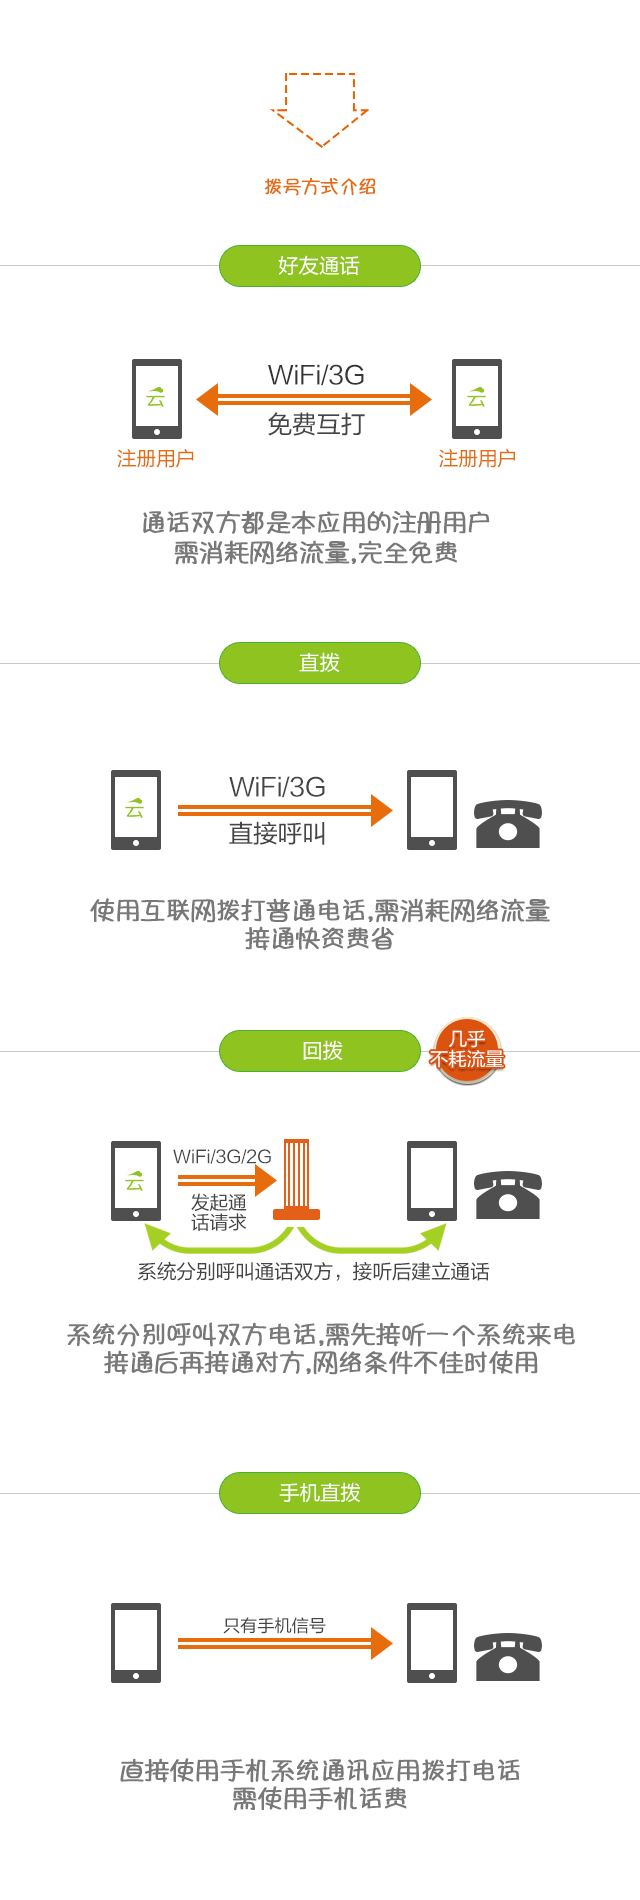 拨号方式介绍
好友通话
云
WiFi/3G
云
免费互打
注册用户
注册用户
通话双方都是本应用的注册用户
需消耗网络流量,完全免费
直拨
云
WiFi/3G
直接呼叫
使用互联网拨打普通电话,需消耗网络流量
接通快资费省
回拨
几乎
不耗流量
云
WiFi/3G/2G
发起通
话请求
系统分别呼叫通话双方，接听后建立通话
系统分别呼叫双方电话,需先接听一个系统来电
接通后再接通对方,网络条件不佳时使用
手机直拨
只有手机信号
直接使用手机系统通讯应用拨打电话
需使用手机话费